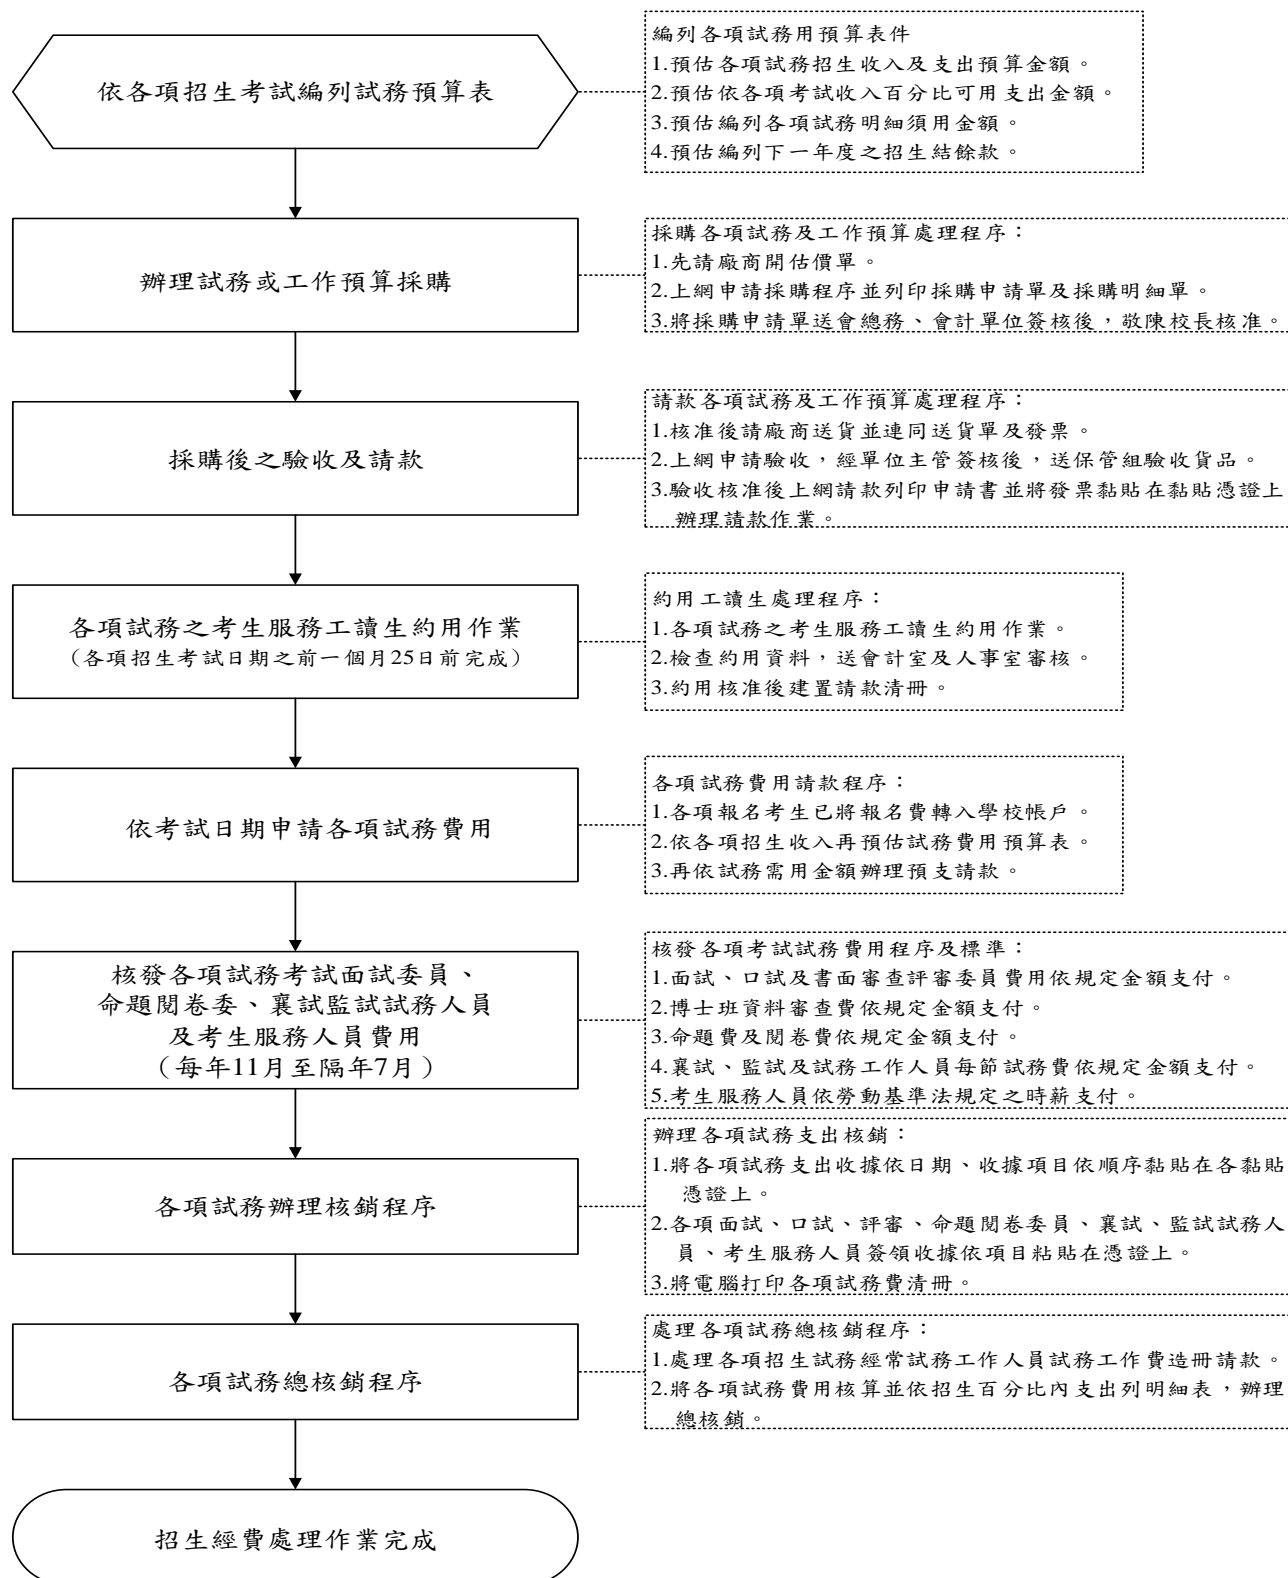 依各項招生考試編列試務預算表
編列各項試務用預算表件
1.預估各項試務招生收入及支出預算金額。
2.預估依各項考試收入百分比可用支出金額。
3.預估編列各項試務明細須用金額。
4.預估編列下一年度之招生結餘款。
辦理試務或工作預算採購
採購各項試務及工作預算處理程序：
1.先請廠商開估價單。
2.上網申請採購程序並列印採購申請單及採購明細單。
3.將採購申請單送會總務、會計單位簽核後，敬陳校長核准。
採購後之驗收及請款
請款各項試務及工作預算處理程序：
1.核准後請廠商送貨並連同送貨單及發票。
2.上網申請驗收，經單位主管簽核後，送保管組驗收貨品。
3.驗收核准後上網請款列印申請書並將發票黏貼在黏貼憑證上
辦理請款作業。
各項試務之考生服務工讀生約用作業
（各項招生考試日期之前一個月25日前完成）
約用工讀生處理程序：
1.各項試務之考生服務工讀生約用作業。
2.檢查約用資料，送會計室及人事室審核。
3.約用核准後建置請款清冊。
依考試日期申請各項試務費用
各項試務費用請款程序：
1.各項報名考生已將報名費轉入學校帳戶。
2.依各項招生收入再預估試務費用預算表。
3.再依試務需用金額辦理預支請款。
核發各項試務考試面試委員、
命題閱卷委、襄試監試試務人員
及考生服務人員費用
（每年11月至隔年7月）
核發各項考試試務費用程序及標準：
1.面試、口試及書面審查評審委員費用依規定金額支付。
2.博士班資料審查費依規定金額支付。
3.命題費及閱卷費依規定金額支付。
4.襄試、監試及試務工作人員每節試務費依規定金額支付。
5.考生服務人員依勞動基準法規定之時薪支付。
各項試務辦理核銷程序
辦理各項試務支出核銷：
1.將各項試務支出收據依日期、收據項目依順序黏貼在各黏貼
憑證上。
2.各項面試、口試、評審、命題閱卷委員、襄試、監試試務人
員、考生服務人員簽領收據依項目粘貼在憑證上。
3.將電腦打印各項試務費清冊。
各項試務總核銷程序
處理各項試務總核銷程序：
1.處理各項招生試務經常試務工作人員試務工作費造冊請款。
2.將各項試務費用核算並依招生百分比內支出列明細表，辦理
總核銷。
招生經費處理作業完成